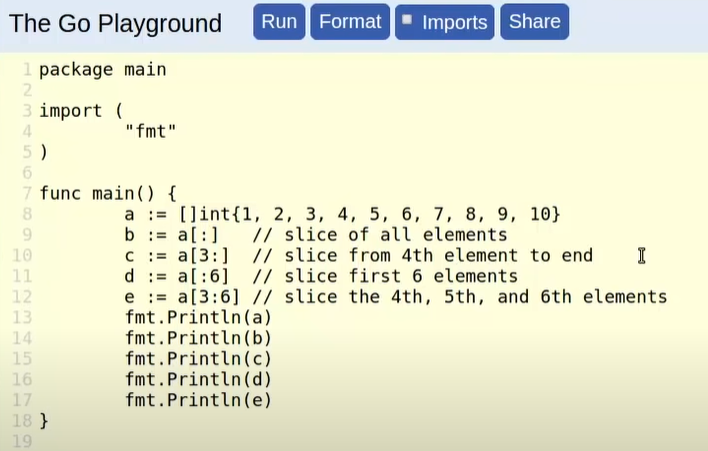 The Go Playground Run Format Imports Share
1 package main
2
3 import (
4 "fmt"
5 )
6
7 func main() {
8 a := []int{1, 2, 3, 4, 5, 6, 7, 8, 9, 10}
9 b := a[:] // slice of all elements
10 c := a[3:] // slice from 4th element to end
11 d := a[:6] // slice first 6 elements
12 e := a[3:6] // slice the 4th, 5th, and 6th elements
13 fmt.Println(a)
14 fmt.Println(b)
15 fmt.Println(c)
16 fmt.Println(d)
17 fmt.Println(e)
18 }
19